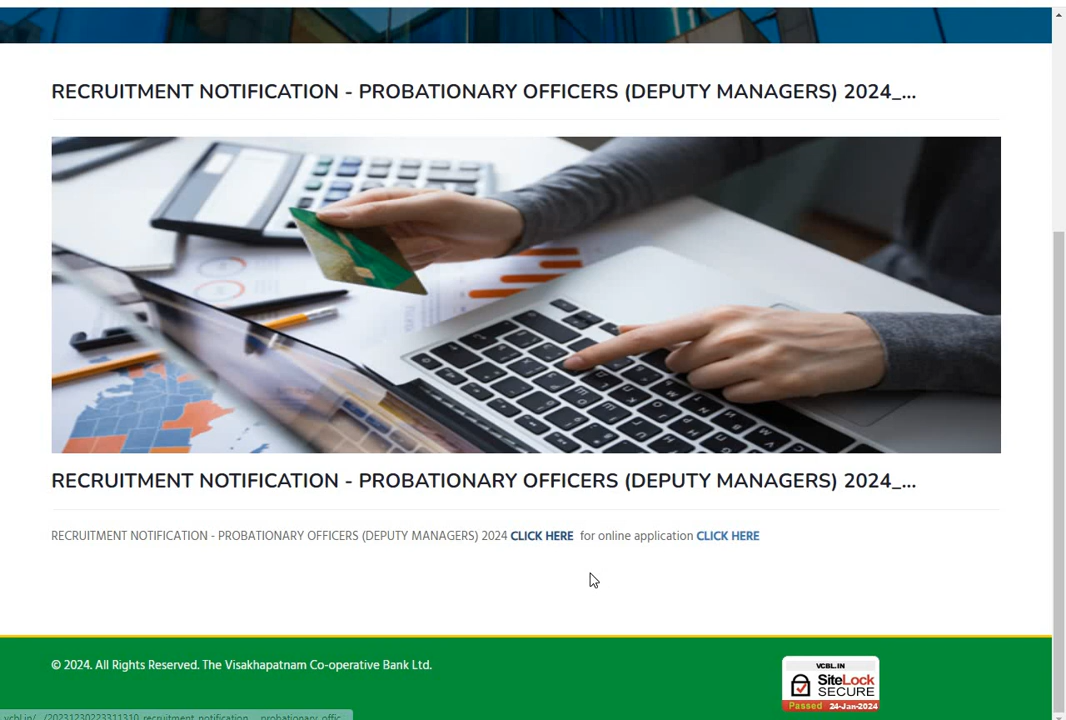 RECRUITMENT NOTIFICATION - PROBATIONARY OFFICERS (DEPUTY MANAGERS) 2024_...
RECRUITMENT NOTIFICATION - PROBATIONARY OFFICERS (DEPUTY MANAGERS) 2024_...
RECRUITMENT NOTIFICATION - PROBATIONARY OFFICERS (DEPUTY MANAGERS) 2024 CLICK HERE for online application CLICK HERE
© 2024. All Rights Reserved. The Visakhapatnam Co-operative Bank Ltd.
VCBL.IN
SiteLock
SECURE
Passed 24-Jan-2024